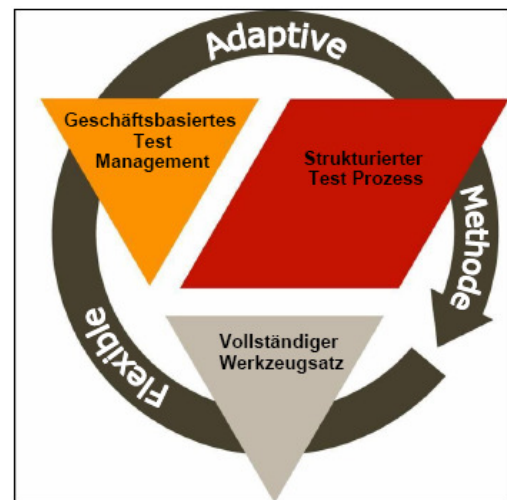 Adaptive
Geschäftsbasiertes
Test
Management
Strukturierter
Test Prozess
Methode
Flexible
Vollständiger
Werkzeugsatz